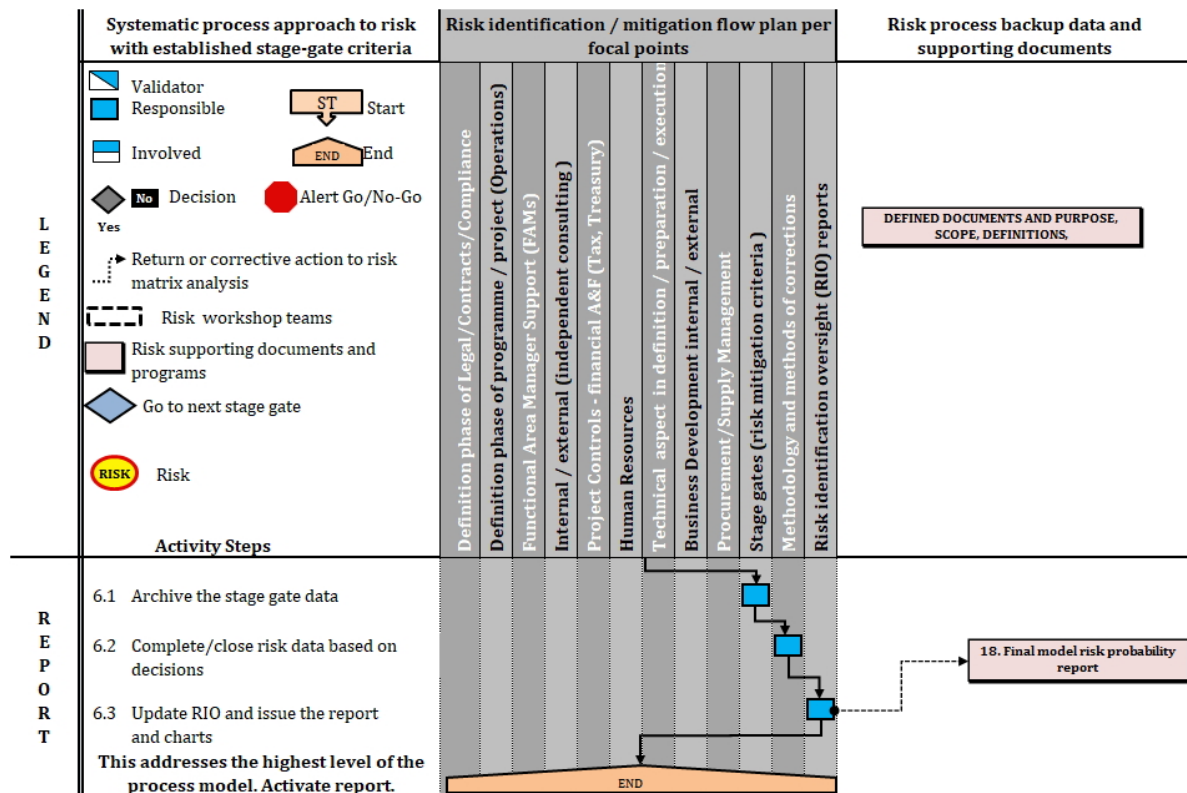 Systematic process approach to risk
with established stage-gate criteria
Risk identification / mitigation flow plan per
focal points
Risk process backup data and
supporting documents
LEGEND
Validator
Responsible
ST
Start
Involved
END
End
No
Decision
Alert Go/No-Go
Yes
Return or corrective action to risk
matrix analysis
Risk workshop teams
Risk supporting documents and
programs
Go to next stage gate
RISK
Risk
Activity Steps
Definition phase of Legal/Contracts/Compliance
Definition phase of programme / project (Operations)
Functional Area Manager Support (FAMs)
Internal / external (independent consulting )
Project Controls - financial A&F (Tax, Treasury)
Human Resources
Technical aspect in definition / preparation / execution
Business Development internal / external
Procurement/Supply Management
Stage gates (risk mitigation criteria )
Methodology and methods of corrections
Risk identification oversight (RIO) reports
DEFINED DOCUMENTS AND PURPOSE,
SCOPE, DEFINITIONS,
REPORT
6.1 Archive the stage gate data
6.2 Complete/close risk data based on
decisions
6.3 Update RIO and issue the report
and charts
This addresses the highest level of the
process model. Activate report.
18. Final model risk probability
report
END